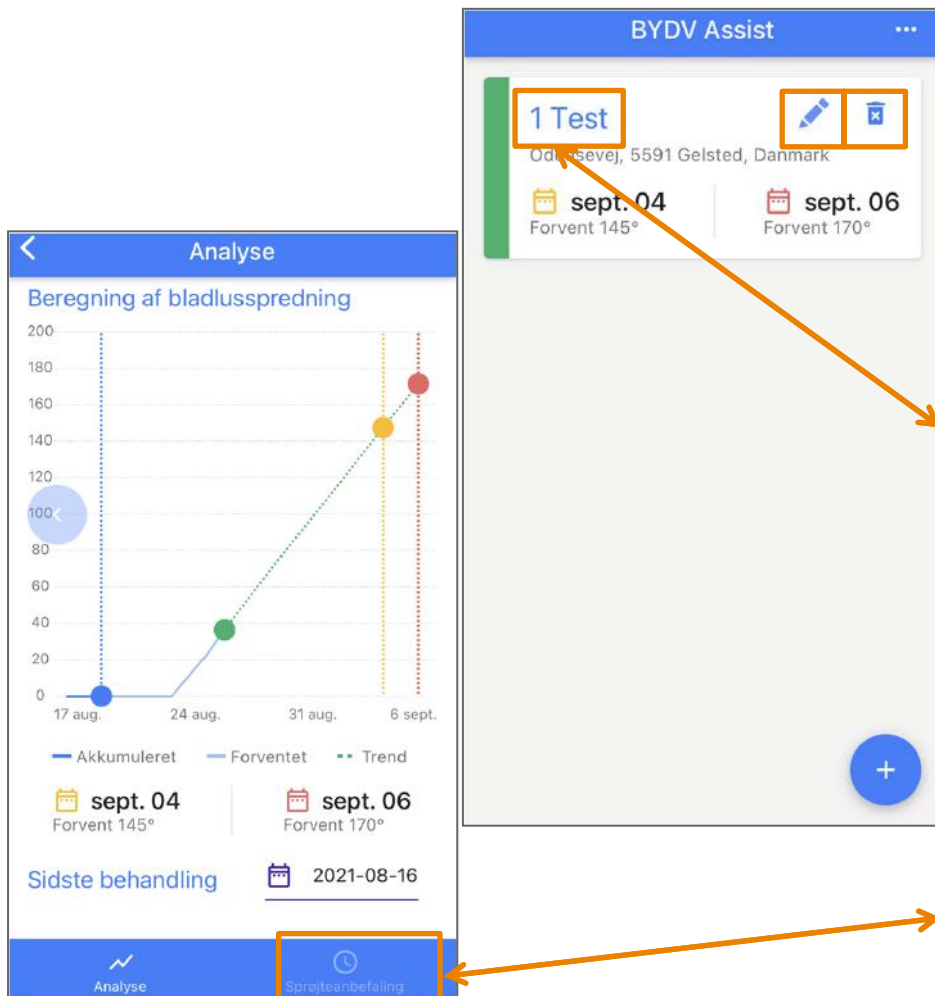 BYDV Assist
1 Test
Odensevej, 5591 Gelsted, Danmark
sept. 04
sept. 06
Forvent 145°
Forvent 170°
Analyse
Beregning af bladlusspredning
200
180
160
140
120
100
80
60
40
20
0
17 aug. 24 aug. 31 aug. 6 sept.
Akkumuleret Forventet Trend
sept. 04
sept. 06
Forvent 145°
Forvent 170°
Sidste behandling 2021-08-16
Analyse
Sprøjteanbefaling